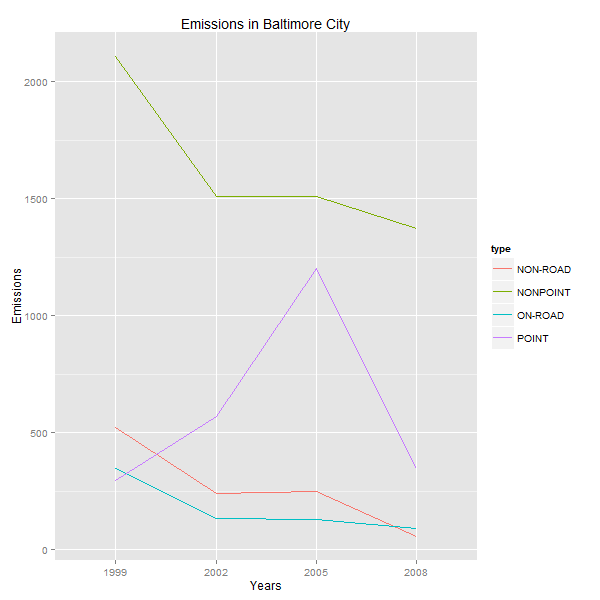 Emissions in Baltimore City
2000
1500
1000
500
0
Emissions
1999 2002 2005 2008
Years
type
NON-ROAD
NONPOINT
ON-ROAD
POINT